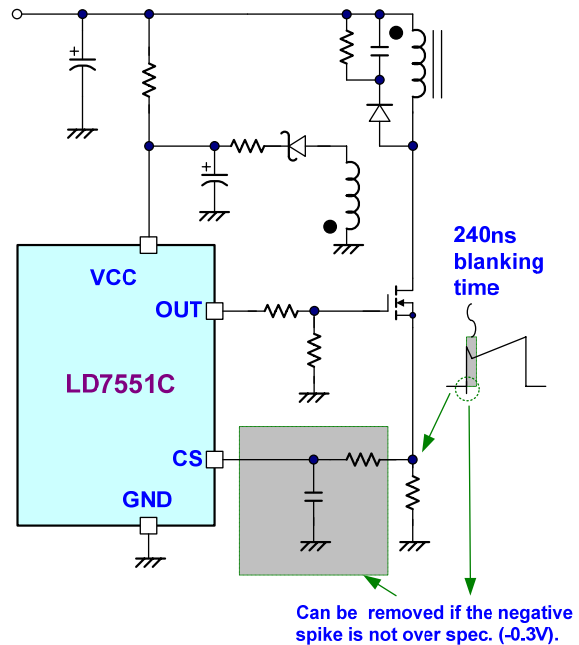 240ns
blanking
time
VCC
OUT
LD7551C
CS
GND
+
+
Can be removed if the negative
spike is not over spec. (-0.3V).